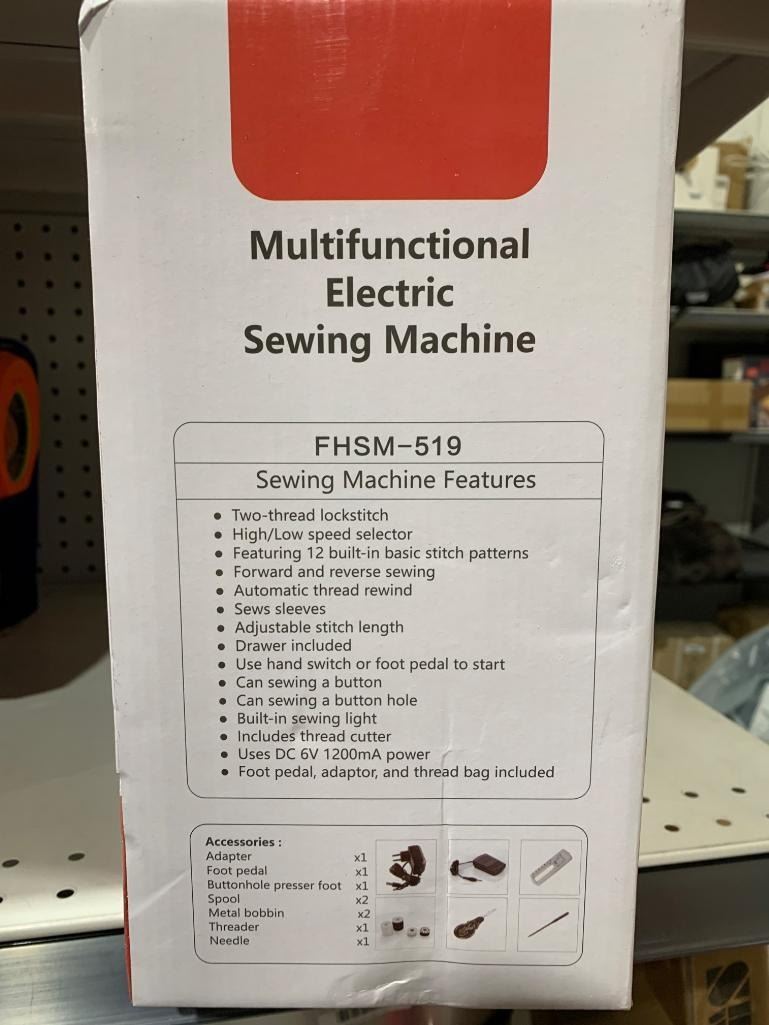 Multifunctional
Electric
Sewing Machine
FHSM-519
Sewing Machine Features
• Two-thread lockstitch
• High/Low speed selector
• Featuring 12 built-in basic stitch patterns
• Forward and reverse sewing
• Automatic thread rewind
• Sews sleeves
• Adjustable stitch length
• Drawer included
• Use hand switch or foot pedal to start
• Can sewing a button
• Can sewing a button hole
• Built-in sewing light
• Includes thread cutter
• Uses DC 6V 1200mA power
• Foot pedal, adaptor, and thread bag included
Accessories :
Adapter x1
Foot pedal x1
Buttonhole presser foot x1
Spool x2
Metal bobbin x2
Threader x1
Needle x1